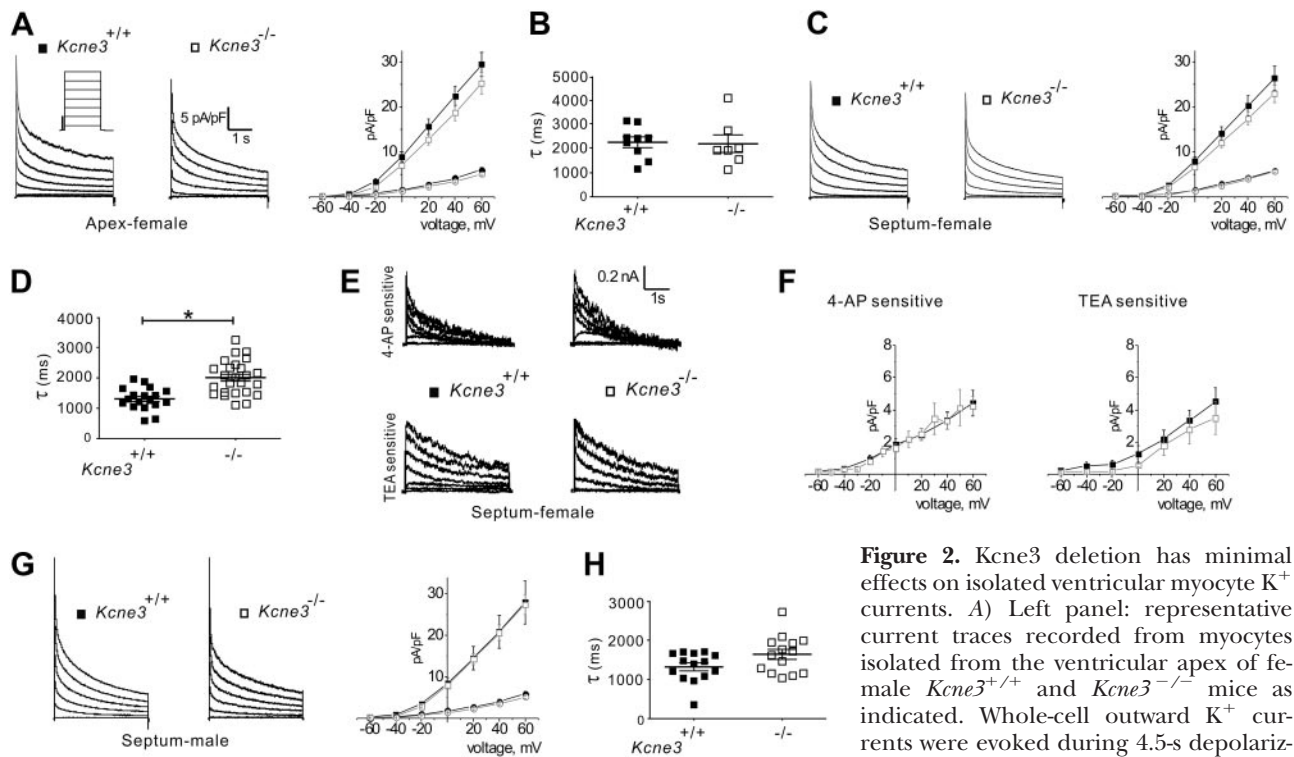 A
■ Kcne3+/+
□ Kcne3−/−
5 pA/pF
1 s
Apex-female
pA/pF
30
20
10
-60 -40 -20 0 20 40 60
voltage, mV
B
τ (ms)
5000
4000
3000
2000
1000
0
+/+ -/-
Kcne3
C
■ Kcne3+/+
□ Kcne3−/−
Septum-female
pA/pF
30
20
10
-60 -40 -20 0 20 40 60
voltage, mV
D
τ (ms)
4000
3000
2000
1000
0
*
+/+ -/-
Kcne3
E
4-AP sensitive
0.2 nA
1s
■ Kcne3+/+
□ Kcne3−/−
TEA sensitive
Septum-female
F
4-AP sensitive
pA/pF
8
6
4
2
-60 -40 -20 0 20 40 60
voltage, mV
TEA sensitive
pA/pF
8
6
4
2
-60 -40 -20 0 20 40 60
voltage, mV
G
■ Kcne3+/+
□ Kcne3−/−
Septum-male
pA/pF
30
20
10
-60 -40 -20 0 20 40 60
voltage, mV
H
τ (ms)
3000
2000
1000
0
+/+ -/-
Kcne3
Figure 2. Kcne3 deletion has minimal
effects on isolated ventricular myocyte K+
currents. A) Left panel: representative
current traces recorded from myocytes
isolated from the ventricular apex of fe-
male Kcne3+/+ and Kcne3−/− mice as
indicated. Whole-cell outward K+ cur-
rents were evoked during 4.5-s depolariz-